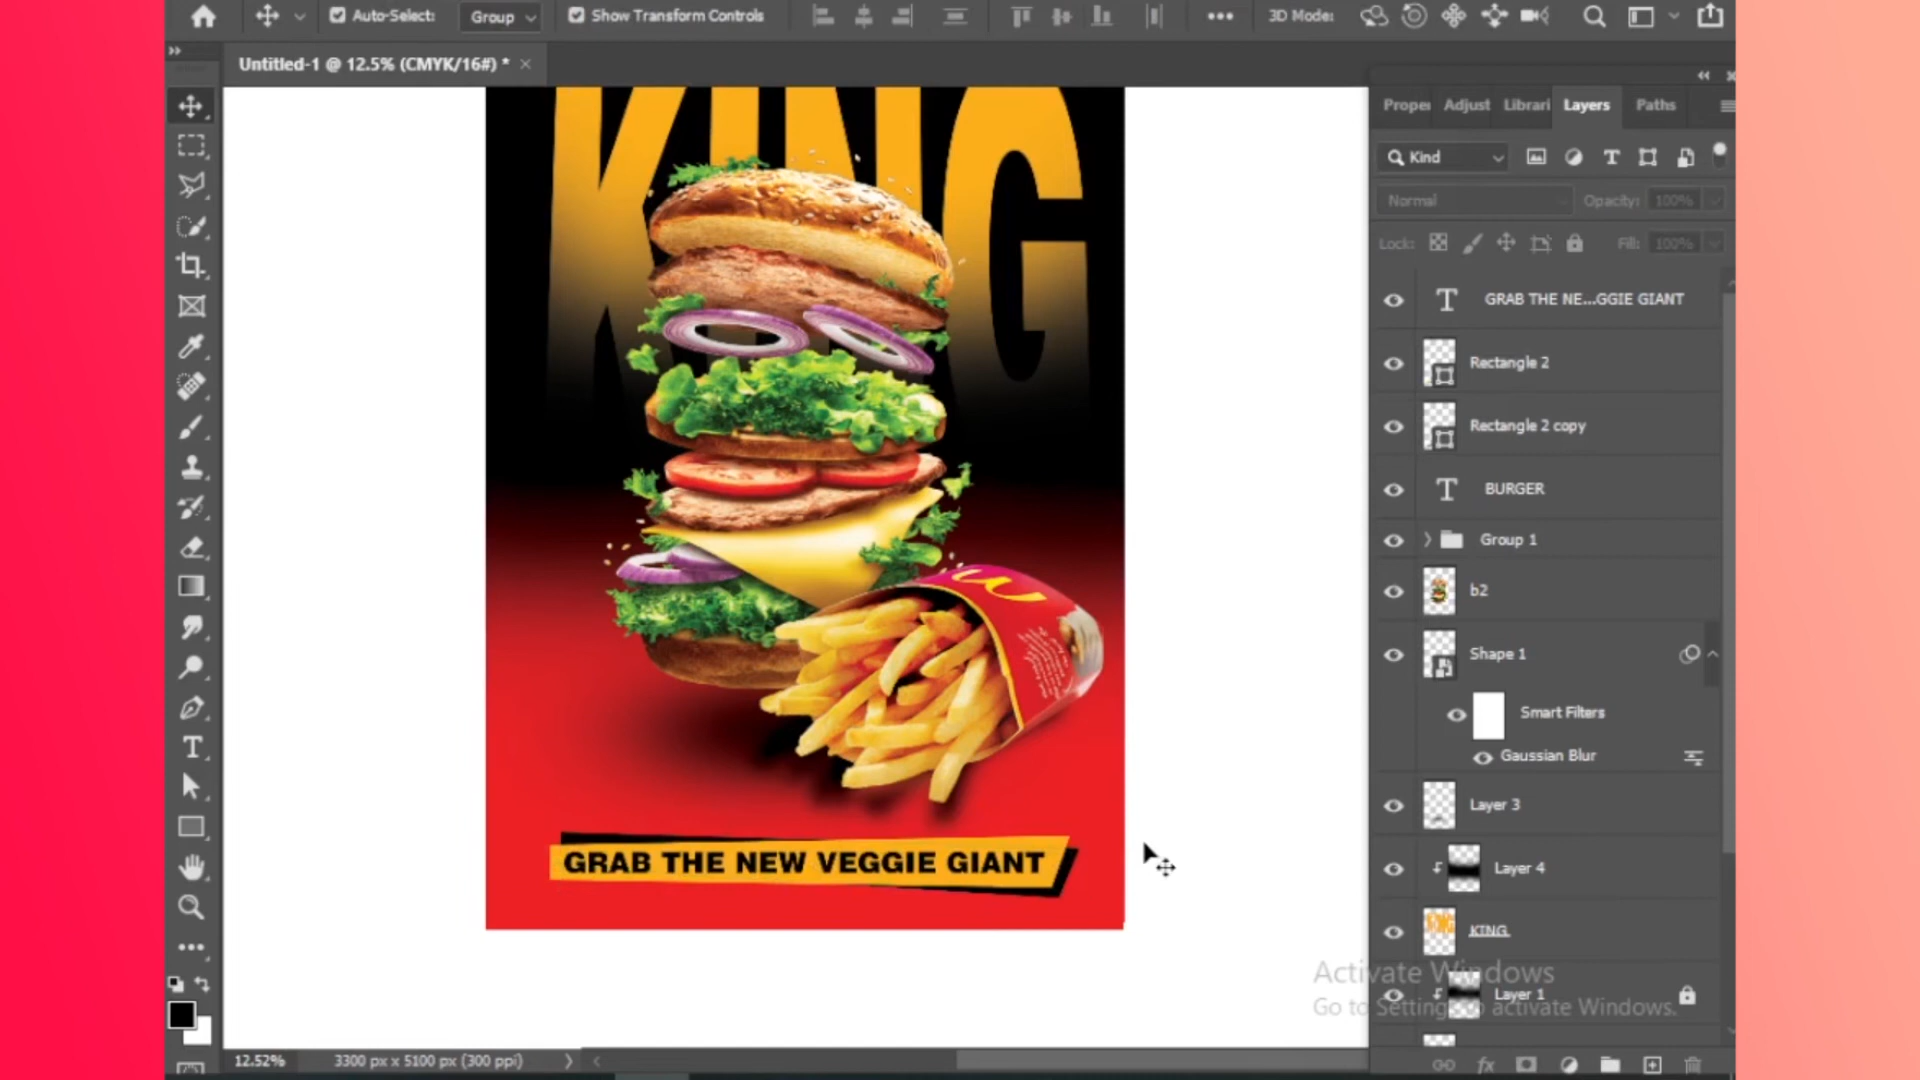 Auto-Select:
Group
Show Transform Controls
3D Mode:
Untitled-1 @ 12.5% (CMYK/16#) *
Proper
Adjust
Librari
Layers
Paths
Kind
Normal
Opacity:
100%
Lock:
Fill:
100%
KING
GRAB THE NEW VEGGIE GIANT
GRAB THE NE...GGIE GIANT
Rectangle 2
Rectangle 2 copy
BURGER
Group 1
b2
Shape 1
Smart Filters
Gaussian Blur
Layer 3
Layer 4
KING
Layer 1
Activate Windows
Go to Settings to activate Windows.
12.52%
3300 px x 5100 px (300 ppi)